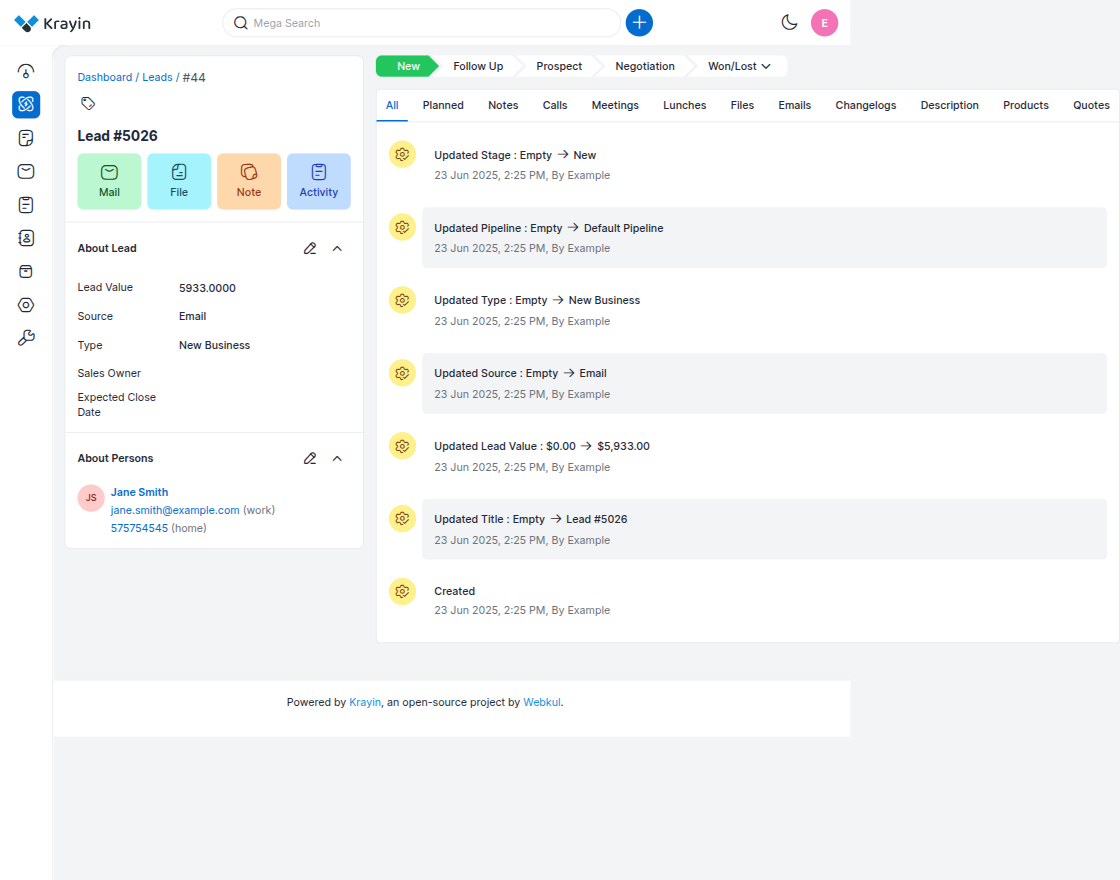 Krayin
Mega Search
E
Dashboard / Leads / #44
Lead #5026
Mail
File
Note
Activity
About Lead
Lead Value 5933.0000
Source Email
Type New Business
Sales Owner
Expected Close
Date
About Persons
JS
Jane Smith
jane.smith@example.com (work)
575754545 (home)
New
Follow Up
Prospect
Negotiation
Won/Lost
All
Planned
Notes
Calls
Meetings
Lunches
Files
Emails
Changelogs
Description
Products
Quotes
Updated Stage : Empty → New
23 Jun 2025, 2:25 PM, By Example
Updated Pipeline : Empty → Default Pipeline
23 Jun 2025, 2:25 PM, By Example
Updated Type : Empty → New Business
23 Jun 2025, 2:25 PM, By Example
Updated Source : Empty → Email
23 Jun 2025, 2:25 PM, By Example
Updated Lead Value : $0.00 → $5,933.00
23 Jun 2025, 2:25 PM, By Example
Updated Title : Empty → Lead #5026
23 Jun 2025, 2:25 PM, By Example
Created
23 Jun 2025, 2:25 PM, By Example
Powered by Krayin, an open-source project by Webkul.